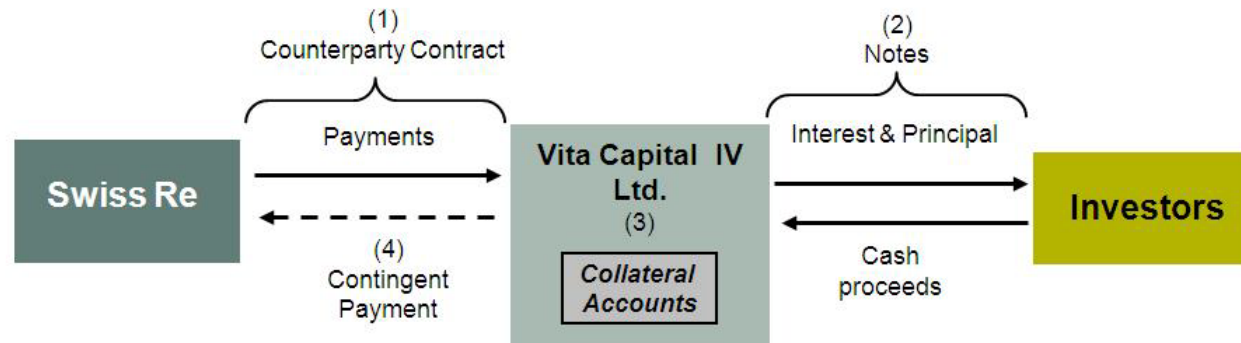 (1)
Counterparty Contract
(2)
Notes
Payments
Interest & Principal
Swiss Re
Vita Capital IV
Ltd.
(3)
Investors
(4)
Contingent
Payment
Collateral
Accounts
Cash
proceeds